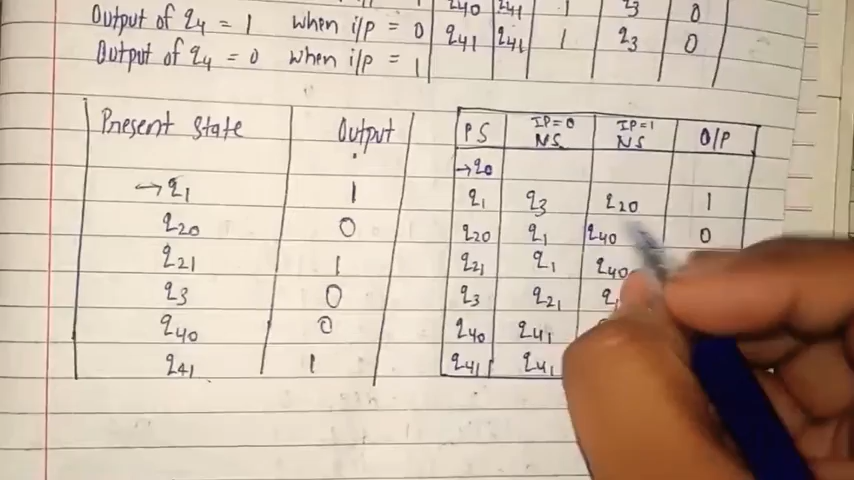 Output of q4 = 1 when i/p = 0
Output of q4 = 0 when i/p = 1
q40 q41 1 q3 0
q41 q41 1 q3 0
Present State Output
→q1 1
q20 0
q21 1
q3 0
q40 0
q41 1
PS IP=0 NS IP=1 NS O/P
→q0
q1 q3 q20 1
q20 q1 q40 0
q21 q1 q40
q3 q21
q40 q41
q41 q41